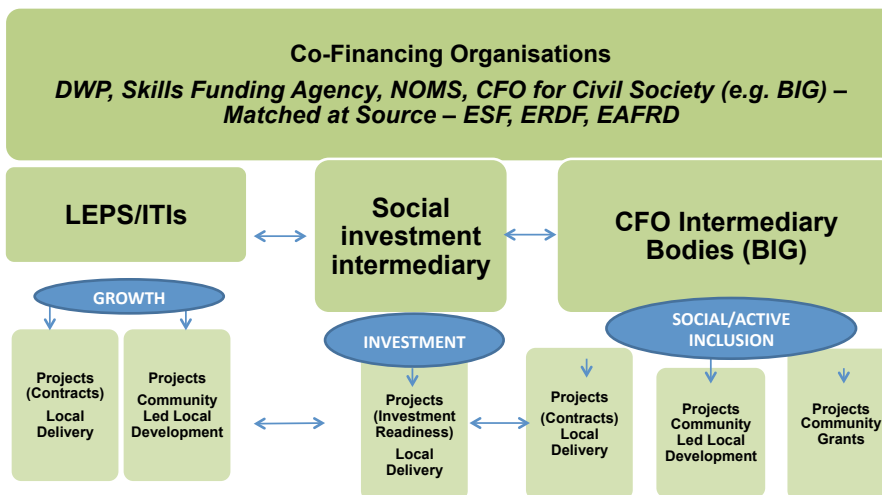 Co-Financing Organisations
DWP, Skills Funding Agency, NOMS, CFO for Civil Society (e.g. BIG) –
Matched at Source – ESF, ERDF, EAFRD
LEPS/ITIs
Social
investment
intermediary
CFO Intermediary
Bodies (BIG)
GROWTH
INVESTMENT
SOCIAL/ACTIVE
INCLUSION
Projects
(Contracts)
Local
Delivery
Projects
Community
Led Local
Development
Projects
(Investment
Readiness)
Local
Delivery
Projects
(Contracts)
Local
Delivery
Projects
Community
Led Local
Development
Projects
Community
Grants